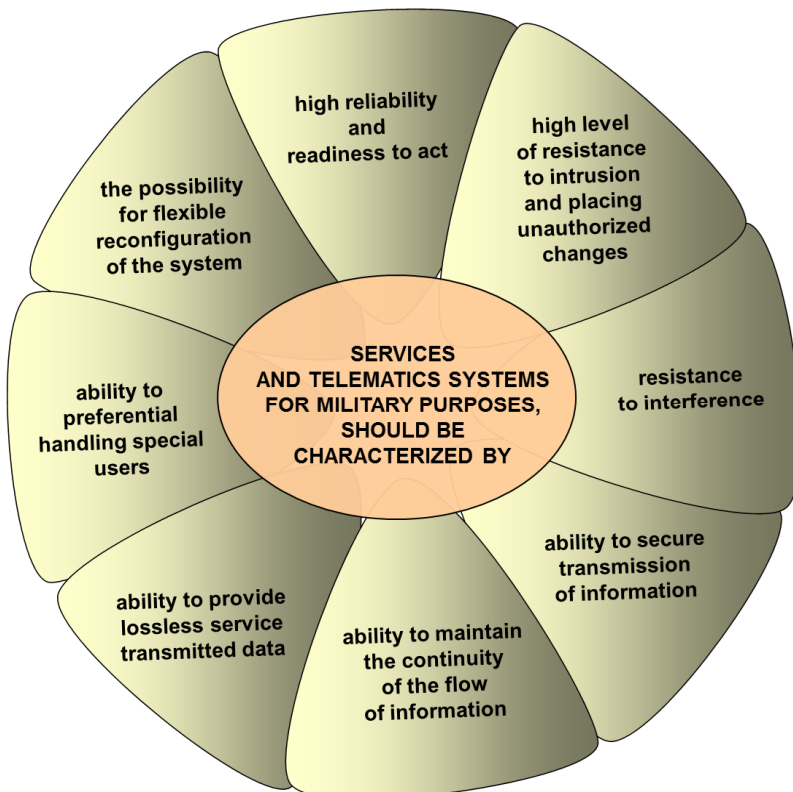 high reliability
and
readiness to act
high level
of resistance
to intrusion
and placing
unauthorized
changes
resistance
to interference
ability to secure
transmission
of information
ability to maintain
the continuity
of the flow
of information
ability to provide
lossless service
transmitted data
ability to
preferential
handling special
users
the possibility
for flexible
reconfiguration
of the system
SERVICES
AND TELEMATICS SYSTEMS
FOR MILITARY PURPOSES,
SHOULD BE
CHARACTERIZED BY